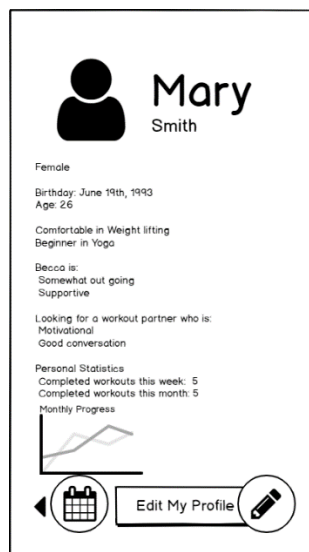 Mary
Smith
Female
Birthday: June 19th, 1993
Age: 26
Comfortable in Weight lifting
Beginner in Yoga
Becca is:
Somewhat out going
Supportive
Looking for a workout partner who is:
Motivational
Good conversation
Personal Statistics
Completed workouts this week: 5
Completed workouts this month: 5
Monthly Progress
Edit My Profile